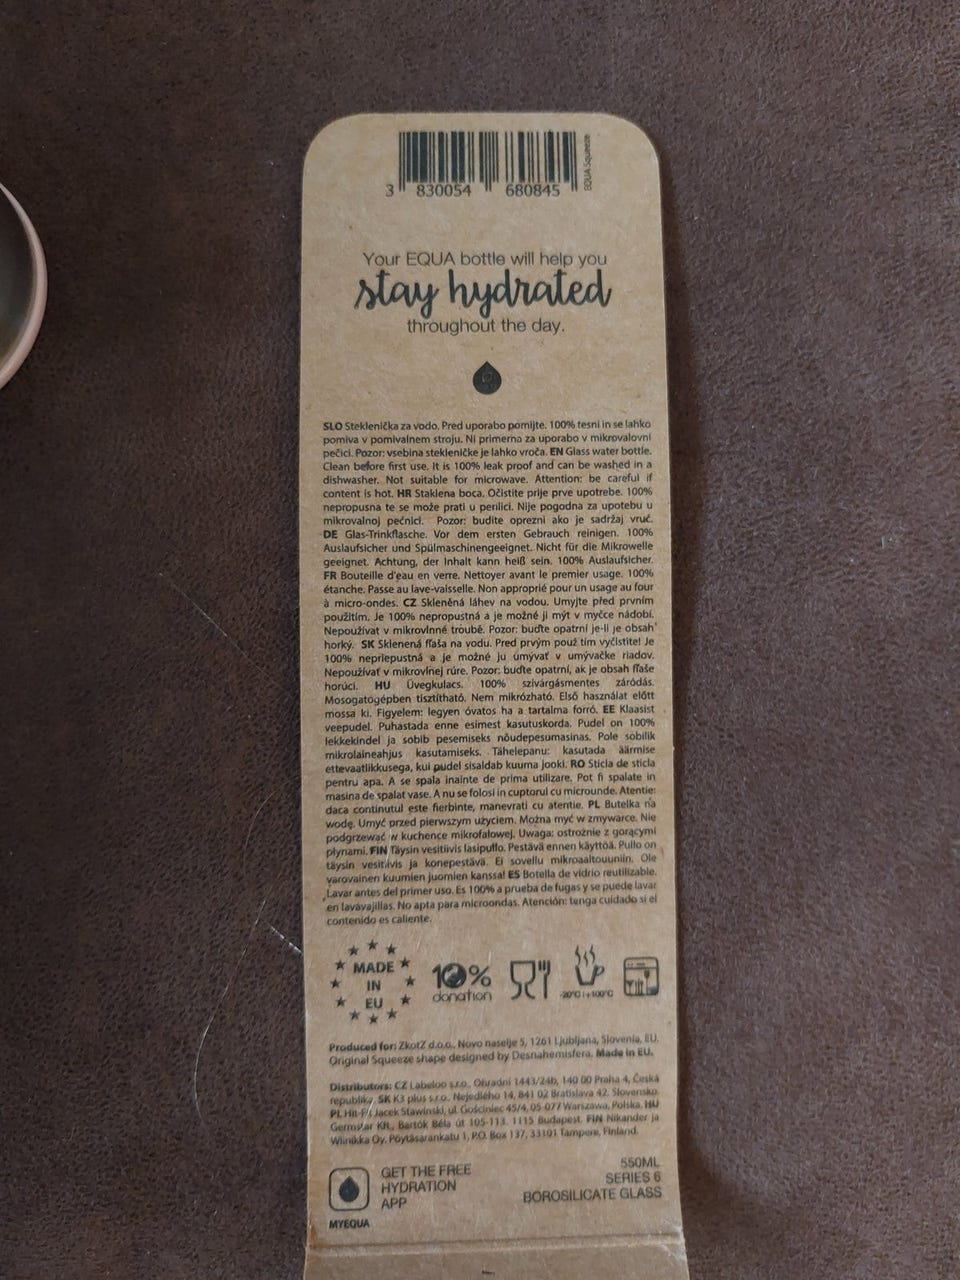 3 830054 680845
EQUA Squeeze
Your EQUA bottle will help you
stay hydrated
throughout the day.
SLO Steklenička za vodo. Pred uporabo pomijte. 100% tesni in se lahko
pomiva v pomivalnem stroju. Ni primerna za uporabo v mikrovalovni
pečici. Pozor: vsebina stekleničke je lahko vroča. EN Glass water bottle.
Clean before first use. It is 100% leak proof and can be washed in a
dishwasher. Not suitable for microwave. Attention: be careful if
content is hot. HR Staklena boca. Očistite prije prve upotrebe. 100%
nepropusna te se može prati u perilici. Nije pogodna za upotebu u
mikrovalnoj pećnici. Pozor: budite oprezni ako je sadržaj vruć.
DE Glas-Trinkflasche. Vor dem ersten Gebrauch reinigen. 100%
Auslaufsicher und Spülmaschinengeeignet. Nicht für die Mikrowelle
geeignet. Achtung, der Inhalt kann heiß sein. 100% Auslaufsicher.
FR Bouteille d'eau en verre. Nettoyer avant le premier usage. 100%
étanche. Passe au lave-vaisselle. Non approprié pour un usage au four
à micro-ondes. CZ Skleněná láhev na vodou. Umyjte před prvním
použitím. Je 100% nepropustná a je možné ji mýt v myčce nádobí.
Nepoužívat v mikrovlnné troubě. Pozor: buďte opatrní je-li je obsah
horký. SK Sklenená fľaša na vodu. Pred prvým použ tím vyčistite! Je
100% nepriepustná a je možné ju umývať v umývačke riadov.
Nepoužívať v mikrovlnej rúre. Pozor: buďte opatrní, ak je obsah fľaše
horúci. HU Üvegkulacs. 100% szivárgásmentes záródás.
Mosogatógépben tisztítható. Nem mikrózható. Első használat előtt
mossa ki. Figyelem: legyen óvatos ha a tartalma forró. EE Klaasist
veepudel. Puhastada enne esimest kasutuskorda. Pudel on 100%
lekkekindel ja sobib pesemiseks nõudepesumasinas. Pole sobilik
mikrolaineahjus kasutamiseks. Tähelepanu: kasutada äärmise
ettevaatlikkusega, kui pudel sisaldab kuuma jooki. RO Sticla de sticla
pentru apa. A se spala inainte de prima utilizare. Pot fi spalate in
masina de spalat vase. A nu se folosi in cuptorul cu microunde. Atentie:
daca continutul este fierbinte, manevrati cu atentie. PL Butelka na
wodę. Umyć przed pierwszym użyciem. Można myć w zmywarce. Nie
podgrzewać w kuchence mikrofalowej. Uwaga: ostrożnie z gorącymi
płynami. FIN Täysin vesitiivis lasipullo. Pestävä ennen käyttöä. Pullo on
täysin vesitiivis ja konepestävä. Ei sovellu mikroaaltouuniin. Ole
varovainen kuumien juomien kanssa! ES Botella de vidrio reutilizable.
Lavar antes del primer uso. Es 100% a prueba de fugas y se puede lavar
en lavavajillas. No apta para microondas. Atención: tenga cuidado si el
contenido es caliente.
MADE
IN
EU
10%
donation
-20°C | +100°C
Produced for: ZkotZ d.o.o. Novo naselje 5, 1261 Ljubljana, Slovenia, EU.
Original Squeeze shape designed by Desnahemisfera. Made in EU.
Distributors: CZ Labeloo s.r.o., Ohradní 1443/24b, 140 00 Praha 4, Česká
republika. SK K3 plus s.r.o. Nejedlého 14, 841 02 Bratislava 42. Slovensko.
PL Hit-P Jacek Stawinski, ul. Gościniec 45/4, 05-077 Warszawa, Polska. HU
Germstar Kft., Bartók Béla út 105-113. 1115 Budapest. FIN Nikander ja
Wiinikka Oy. Pöytäsarankatu 1, P.O. Box 137, 33101 Tampere, Finland.
GET THE FREE
HYDRATION
APP
MYEQUA
550ML
SERIES 6
BOROSILICATE GLASS